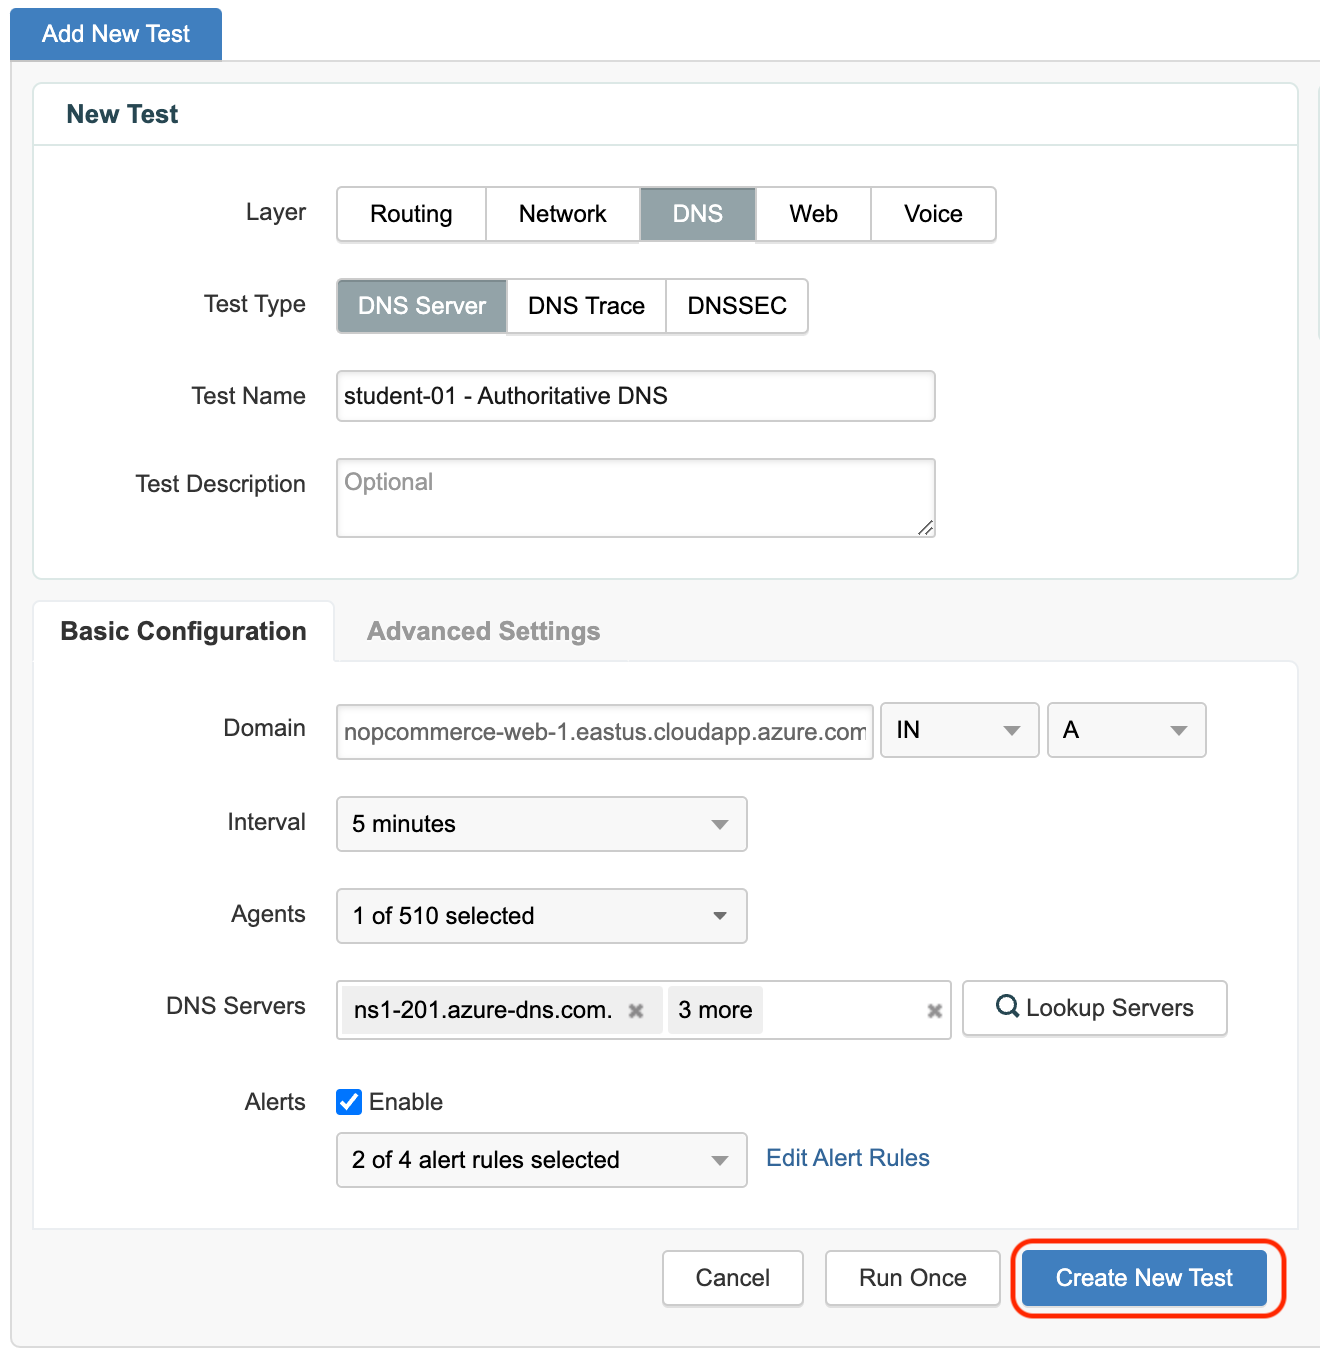 Add New Test
New Test
Layer Routing Network DNS Web Voice
Test Type DNS Server DNS Trace DNSSEC
Test Name student-01 - Authoritative DNS
Test Description Optional
Basic Configuration Advanced Settings
Domain nopcommerce-web-1.eastus.cloudapp.azure.com IN A
Interval 5 minutes
Agents 1 of 510 selected
DNS Servers ns1-201.azure-dns.com. 3 more Lookup Servers
Alerts Enable
2 of 4 alert rules selected Edit Alert Rules
Cancel Run Once Create New Test